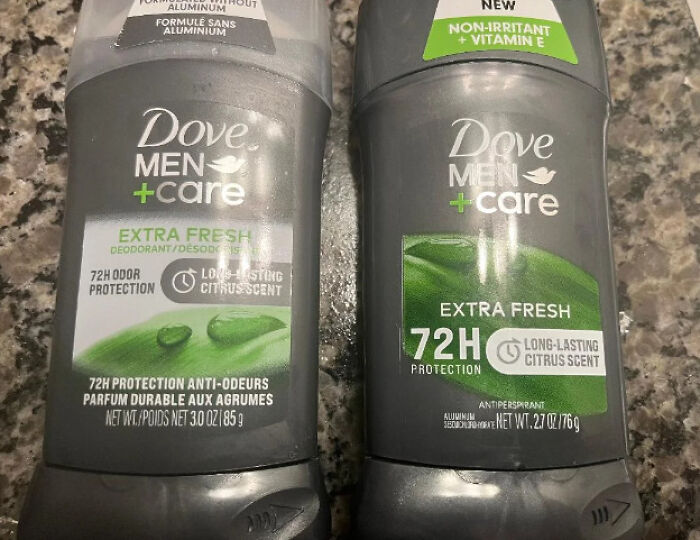 FORMULATED WITHOUT
ALUMINUM
FORMULÉ SANS
ALUMINIUM
Dove
MEN
+care
EXTRA FRESH
DEODORANT/DÉSODORISANT
72H ODOR
PROTECTION
LONG-LASTING
CITRUS SCENT
72H PROTECTION ANTI-ODEURS
PARFUM DURABLE AUX AGRUMES
NET WT./POIDS NET 3.0 OZ | 85 g
NEW
NON-IRRITANT
+ VITAMIN E
Dove
MEN
+care
EXTRA FRESH
72H
PROTECTION
LONG-LASTING
CITRUS SCENT
ANTIPERSPIRANT
ALUMINUM
SESQUICHLOROHYDRATE NET WT. 2.7 OZ / 76 g